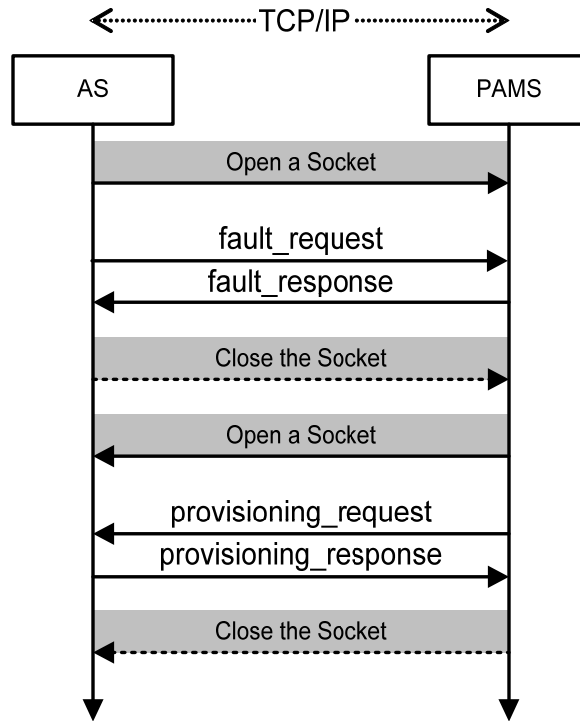 TCP/IP
AS
PAMS
Open a Socket
fault_request
fault_response
Close the Socket
Open a Socket
provisioning_request
provisioning_response
Close the Socket